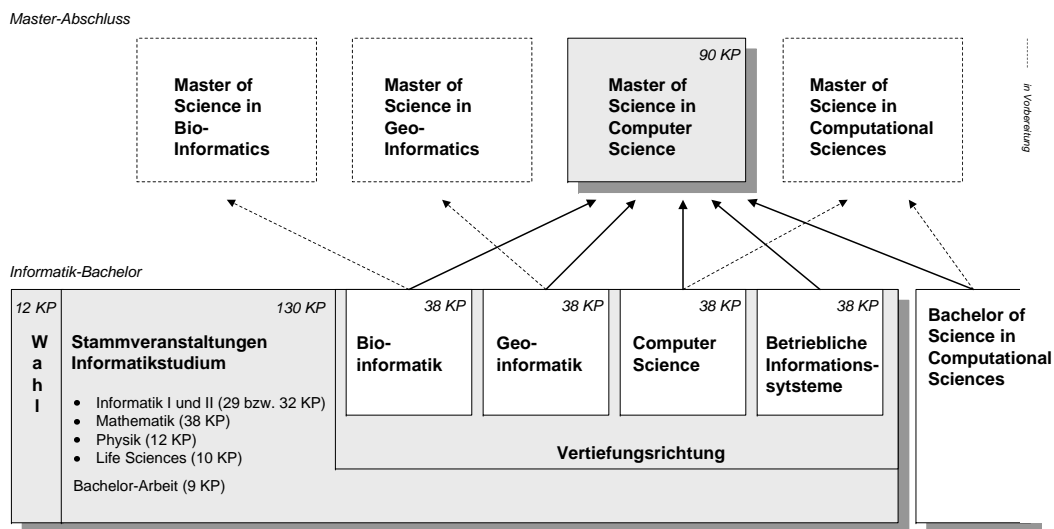 Master-Abschluss
Master of
Science in
Bio-
Informatics
Master of
Science in
Geo-
Informatics
90 KP
Master of
Science in
Computer
Science
Master of
Science in
Computational
Sciences
in Vorbereitung
Informatik-Bachelor
12 KP
W
a
h
l
130 KP
Stammveranstaltungen
Informatikstudium
• Informatik I und II (29 bzw. 32 KP)
• Mathematik (38 KP)
• Physik (12 KP)
• Life Sciences (10 KP)
Bachelor-Arbeit (9 KP)
38 KP
Bio-
informatik
38 KP
Geo-
informatik
38 KP
Computer
Science
38 KP
Betriebliche
Informations-
sytsteme
Vertiefungsrichtung
Bachelor of
Science in
Computational
Sciences